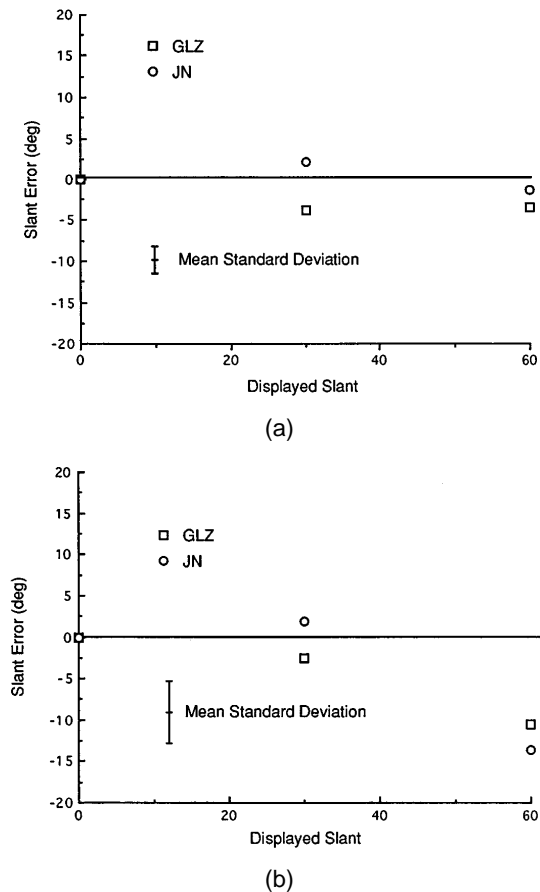 20
15
10
5
0
-5
-10
-15
-20
Slant Error (deg)
GLZ
JN
Mean Standard Deviation
0
20
40
60
Displayed Slant
(a)
20
15
10
5
0
-5
-10
-15
-20
Slant Error (deg)
GLZ
JN
Mean Standard Deviation
0
20
40
60
Displayed Slant
(b)